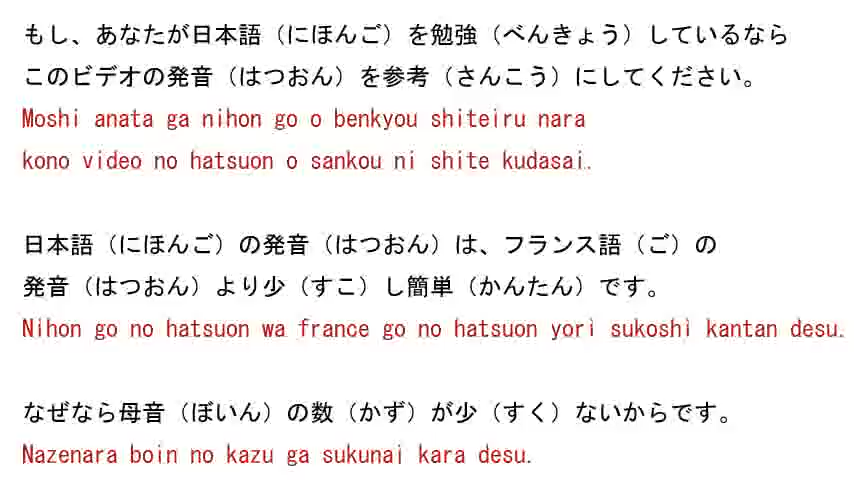 もし、あなたが日本語（にほんご）を勉強（べんきょう）しているなら
このビデオの発音（はつおん）を参考（さんこう）にしてください。
Moshi anata ga nihon go o benkyou shiteiru nara
kono video no hatsuon o sankou ni shite kudasai.
日本語（にほんご）の発音（はつおん）は、フランス語（ご）の
発音（はつおん）より少（すこ）し簡単（かんたん）です。
Nihon go no hatsuon wa france go no hatsuon yori sukoshi kantan desu.
なぜなら母音（ぼいん）の数（かず）が少（すく）ないからです。
Nazenara boin no kazu ga sukunai kara desu.